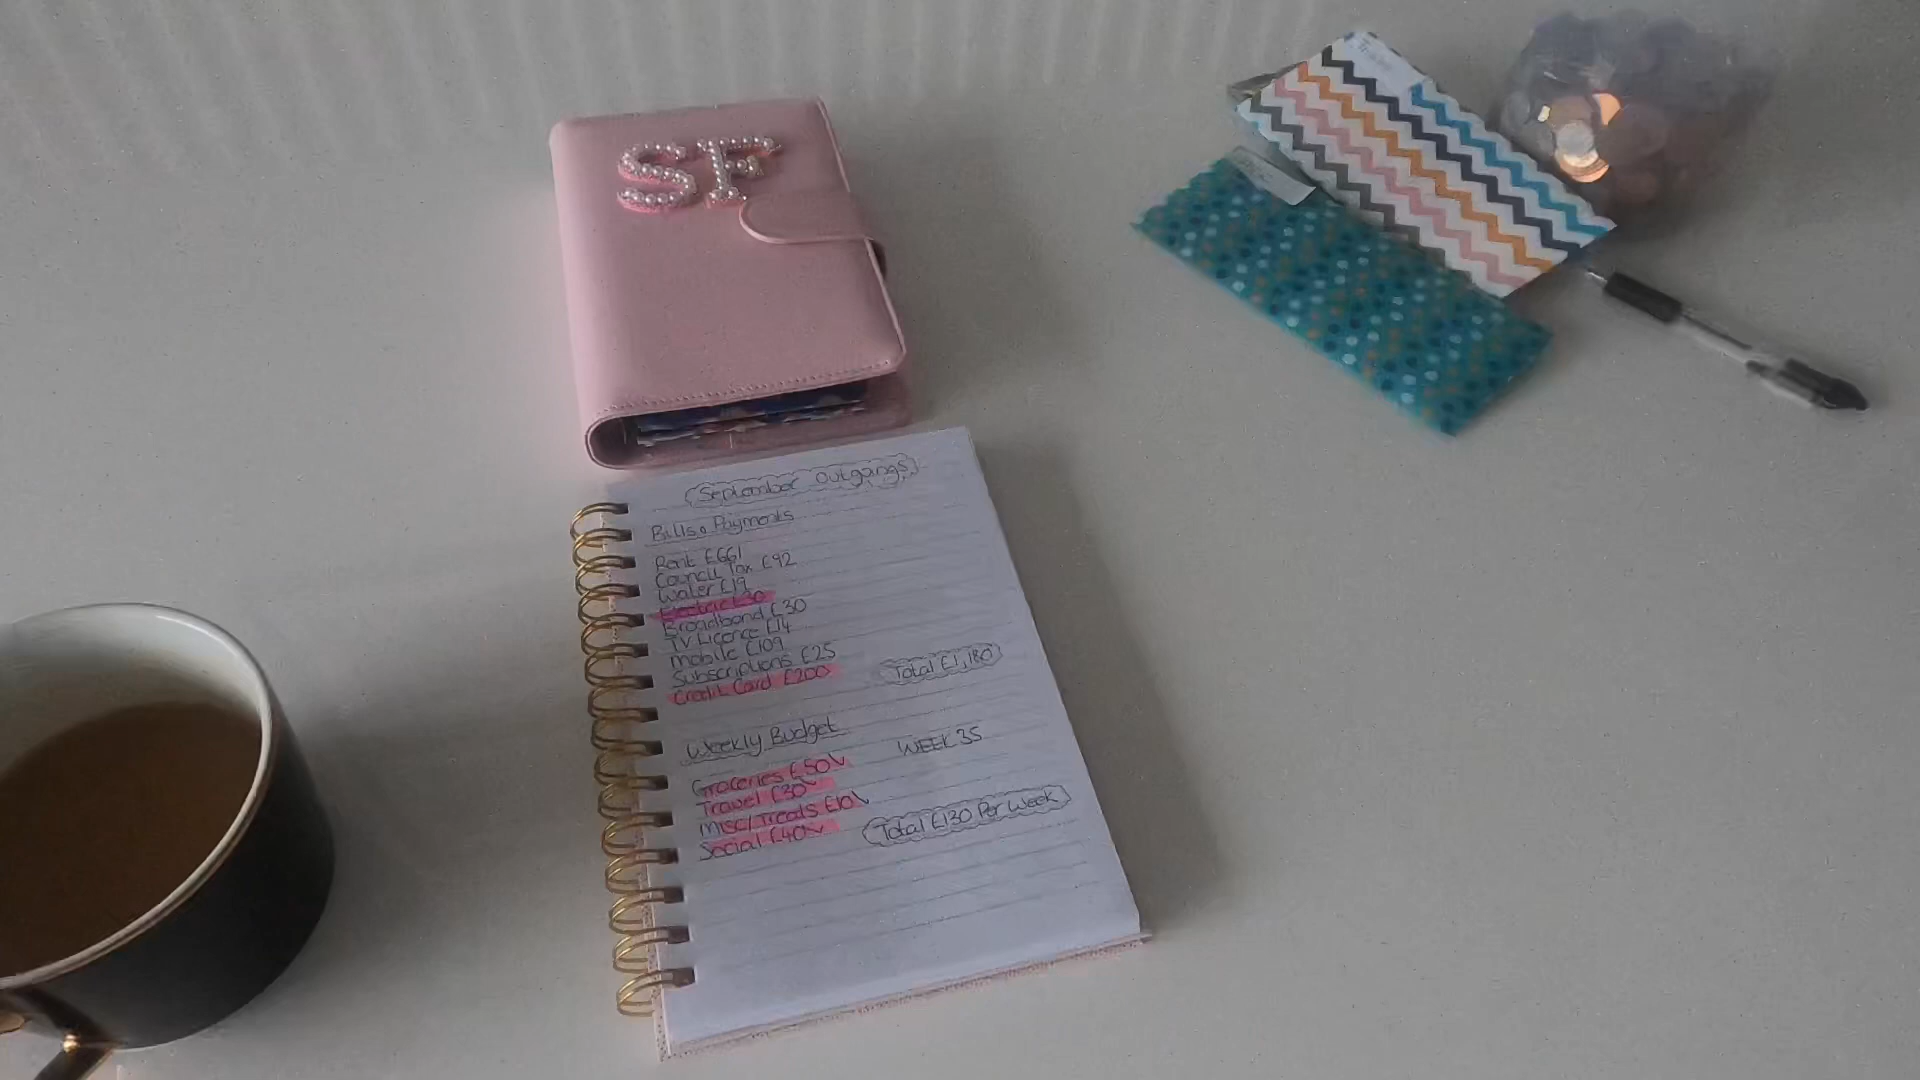 SF
September Outgoings
Bills & Payments
Rent £661
Council Tax £92
Water £19
Electric £30
Broadband £30
TV Licence £14
Mobile £109
Subscriptions £25
Credit Card £200
Total £1,180
Weekly Budget
WEEK 35
Groceries £50
Travel £30
Misc/Treats £10
Social £40
Total £130 Per Week